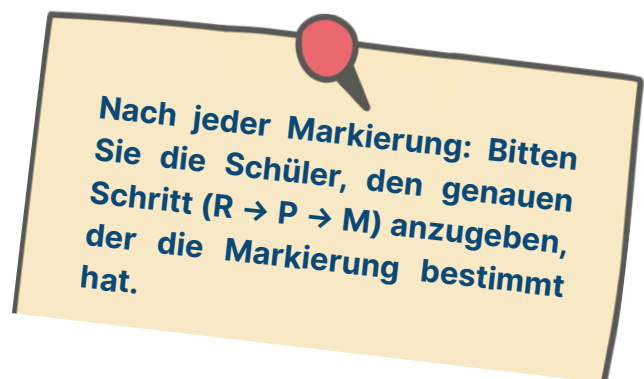 Nach jeder Markierung: Bitten
Sie die Schüler, den genauen
Schritt (R → P → M) anzugeben,
der die Markierung bestimmt
hat.